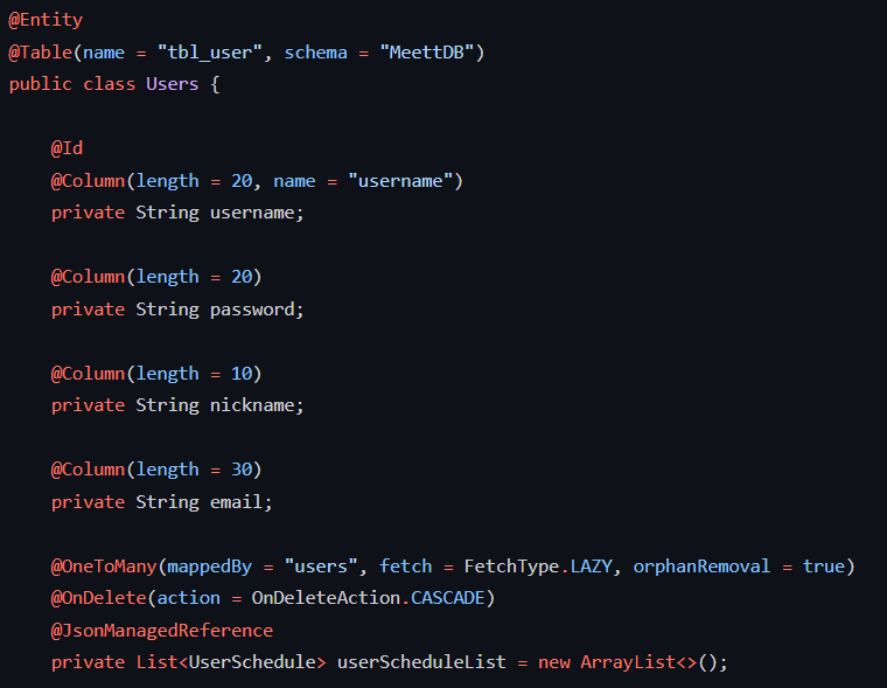 @Entity
@Table(name = "tbl_user", schema = "MeettDB")
public class Users {
@Id
@Column(length = 20, name = "username")
private String username;
@Column(length = 20)
private String password;
@Column(length = 10)
private String nickname;
@Column(length = 30)
private String email;
@OneToMany(mappedBy = "users", fetch = FetchType.LAZY, orphanRemoval = true)
@OnDelete(action = OnDeleteAction.CASCADE)
@JsonManagedReference
private List<UserSchedule> userScheduleList = new ArrayList<>();